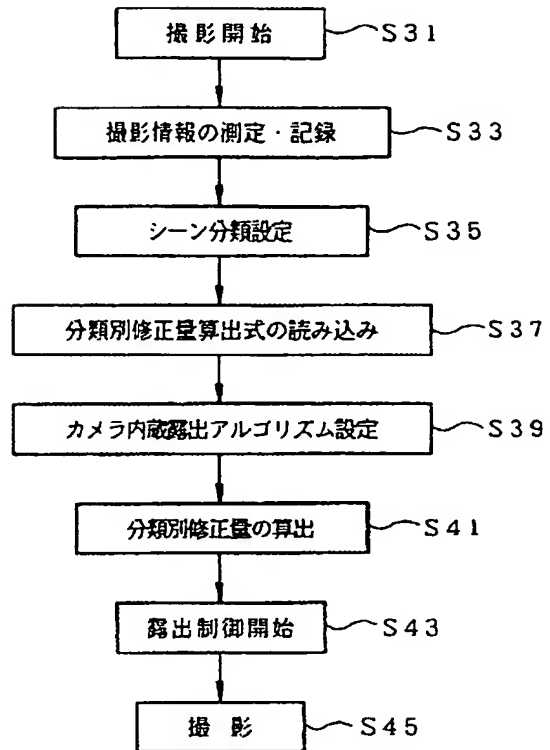 撮影開始 S31
撮影情報の測定・記録 S33
シーン分類設定 S35
分類別修正量算出式の読み込み S37
カメラ内蔵露出アルゴリズム設定 S39
分類別修正量の算出 S41
露出制御開始 S43
撮影 S45